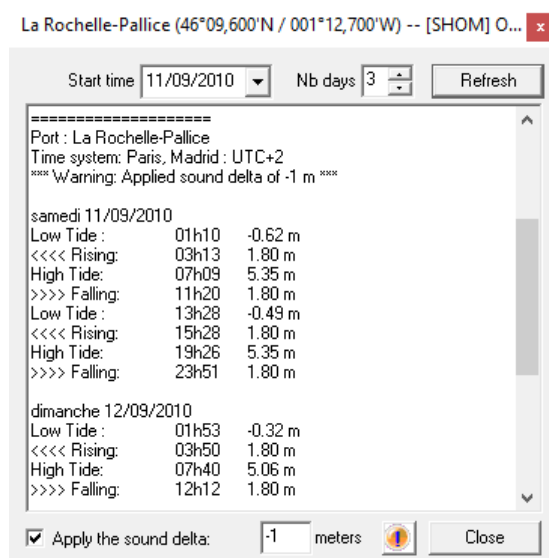 La Rochelle-Pallice (46°09,600'N / 001°12,700'W) -- [SHOM] O... x
Start time 11/09/2010 Nb days 3 Refresh
====================
Port : La Rochelle-Pallice
Time system: Paris, Madrid : UTC+2
*** Warning: Applied sound delta of -1 m ***
samedi 11/09/2010
Low Tide : 01h10 -0.62 m
<<<< Rising: 03h13 1.80 m
High Tide: 07h09 5.35 m
>>>> Falling: 11h20 1.80 m
Low Tide : 13h28 -0.49 m
<<<< Rising: 15h28 1.80 m
High Tide: 19h26 5.35 m
>>>> Falling: 23h51 1.80 m
dimanche 12/09/2010
Low Tide : 01h53 -0.32 m
<<<< Rising: 03h50 1.80 m
High Tide: 07h40 5.06 m
>>>> Falling: 12h12 1.80 m
Apply the sound delta: -1 meters ! Close